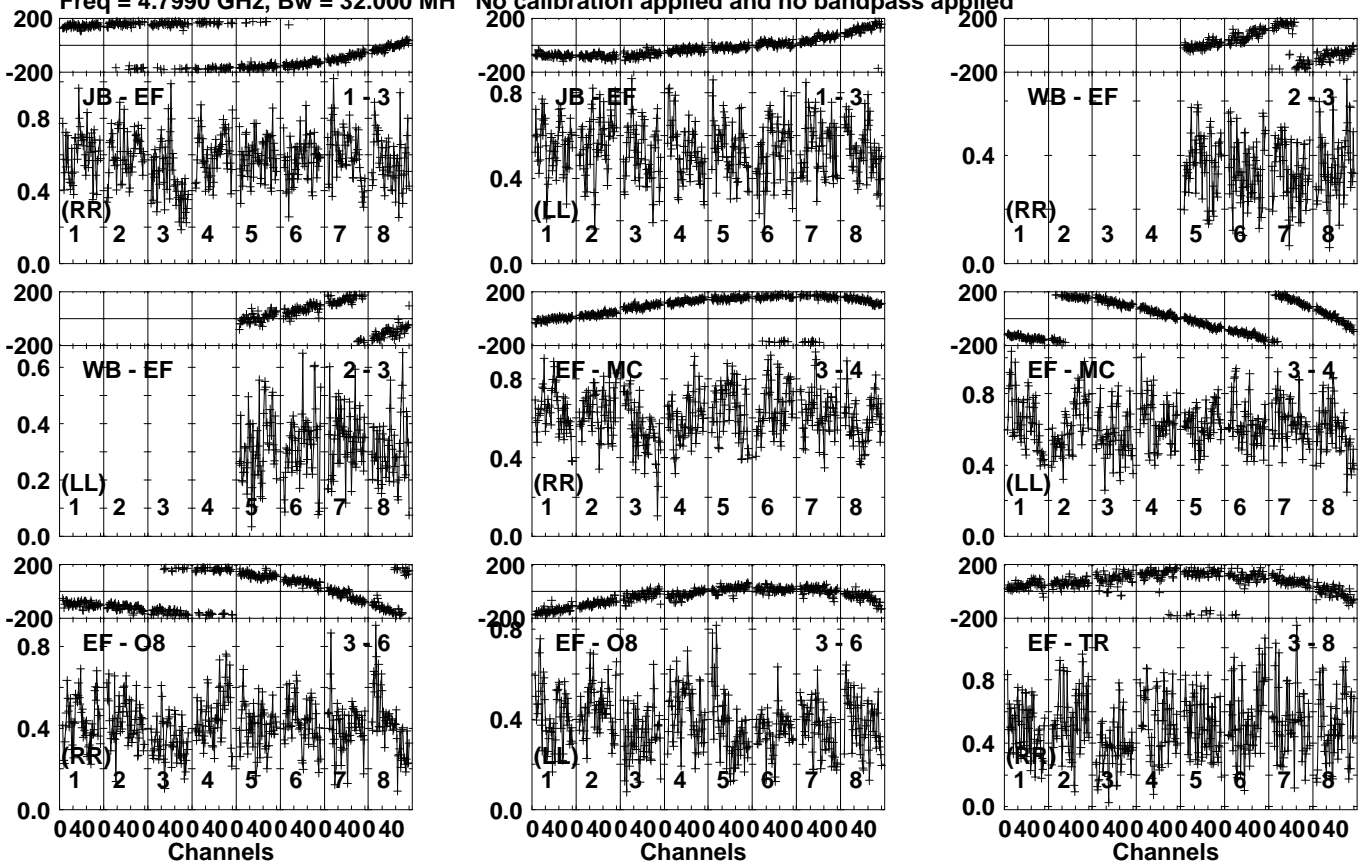 Freq = 4.7990 GHz, Bw = 32.000 MH No calibration applied and no bandpass applied
200
-200
JB - EF 1 - 3
0.8
0.4
(RR)
1 2 3 4 5 6 7 8
0.0
200
-200
JB - EF 1 - 3
0.8
0.4
(LL)
1 2 3 4 5 6 7 8
0.0
200
-200
WB - EF 2 - 3
0.4
(RR)
1 2 3 4 5 6 7 8
0.0
200
-200
WB - EF 2 - 3
0.6
0.4
0.2
(LL)
1 2 3 4 5 6 7 8
0.0
200
-200
EF - MC 3 - 4
0.8
0.4
(RR)
1 2 3 4 5 6 7 8
0.0
200
-200
EF - MC 3 - 4
0.8
0.4
(LL)
1 2 3 4 5 6 7 8
0.0
200
-200
EF - O8 3 - 6
0.8
0.4
(RR)
1 2 3 4 5 6 7 8
0.0
0 40 0 40 0 40 0 40 0 40 0 40 0 40 0 40
Channels
200
-200
0.8
EF - O8 3 - 6
0.4
(LL)
1 2 3 4 5 6 7 8
0.0
0 40 0 40 0 40 0 40 0 40 0 40 0 40 0 40
Channels
200
-200
EF - TR 3 - 8
0.8
0.4
(RR)
1 2 3 4 5 6 7 8
0.0
0 40 0 40 0 40 0 40 0 40 0 40 0 40 0 40
Channels